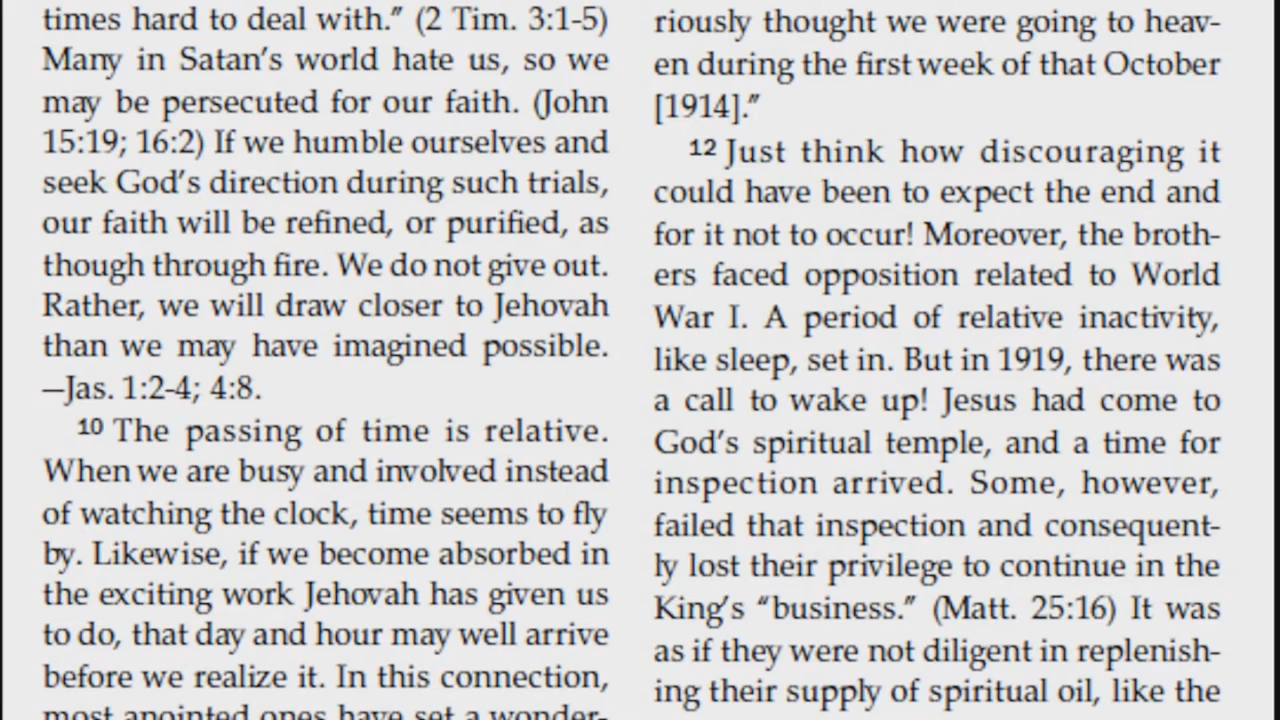 times hard to deal with.” (2 Tim. 3:1-5)
Many in Satan’s world hate us, so we
may be persecuted for our faith. (John
15:19; 16:2) If we humble ourselves and
seek God’s direction during such trials,
our faith will be refined, or purified, as
though through fire. We do not give out.
Rather, we will draw closer to Jehovah
than we may have imagined possible.
—Jas. 1:2-4; 4:8.
10 The passing of time is relative.
When we are busy and involved instead
of watching the clock, time seems to fly
by. Likewise, if we become absorbed in
the exciting work Jehovah has given us
to do, that day and hour may well arrive
before we realize it. In this connection,
most anointed ones have set a wonder-
riously thought we were going to heav-
en during the first week of that October
[1914].”
12 Just think how discouraging it
could have been to expect the end and
for it not to occur! Moreover, the broth-
ers faced opposition related to World
War I. A period of relative inactivity,
like sleep, set in. But in 1919, there was
a call to wake up! Jesus had come to
God’s spiritual temple, and a time for
inspection arrived. Some, however,
failed that inspection and consequent-
ly lost their privilege to continue in the
King’s “business.” (Matt. 25:16) It was
as if they were not diligent in replenish-
ing their supply of spiritual oil, like the